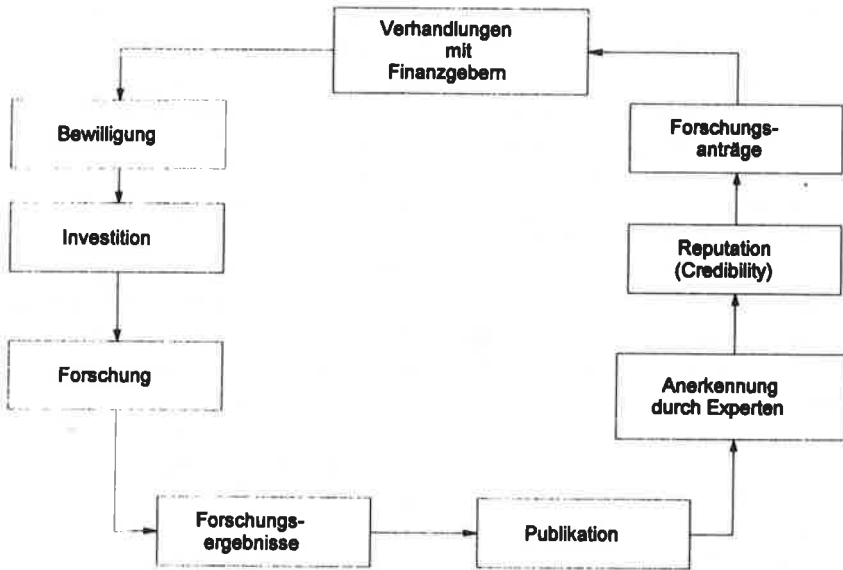 Verhandlungen
mit
Finanzgebern
Bewilligung
Investition
Forschung
Forschungs-
ergebnisse
Publikation
Anerkennung
durch Experten
Reputation
(Credibility)
Forschungs-
anträge